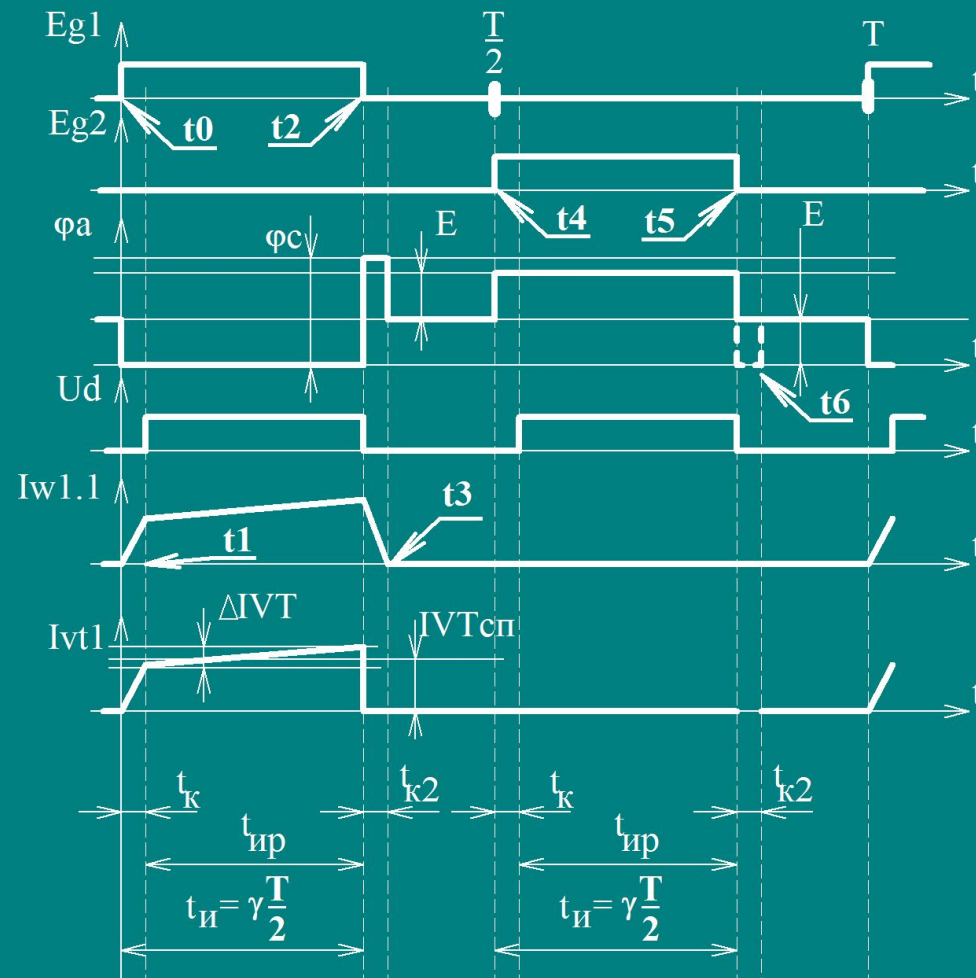 Eg1
T/2
T
t
t0
t2
Eg2
t
t4
t5
φa
φc
E
E
t
t6
Ud
t
Iw1.1
t3
t1
t
ΔIVT
IVTсп
Ivt1
t
tк
tк2
tк
tк2
tир
tир
tи = γ T/2
tи = γ T/2